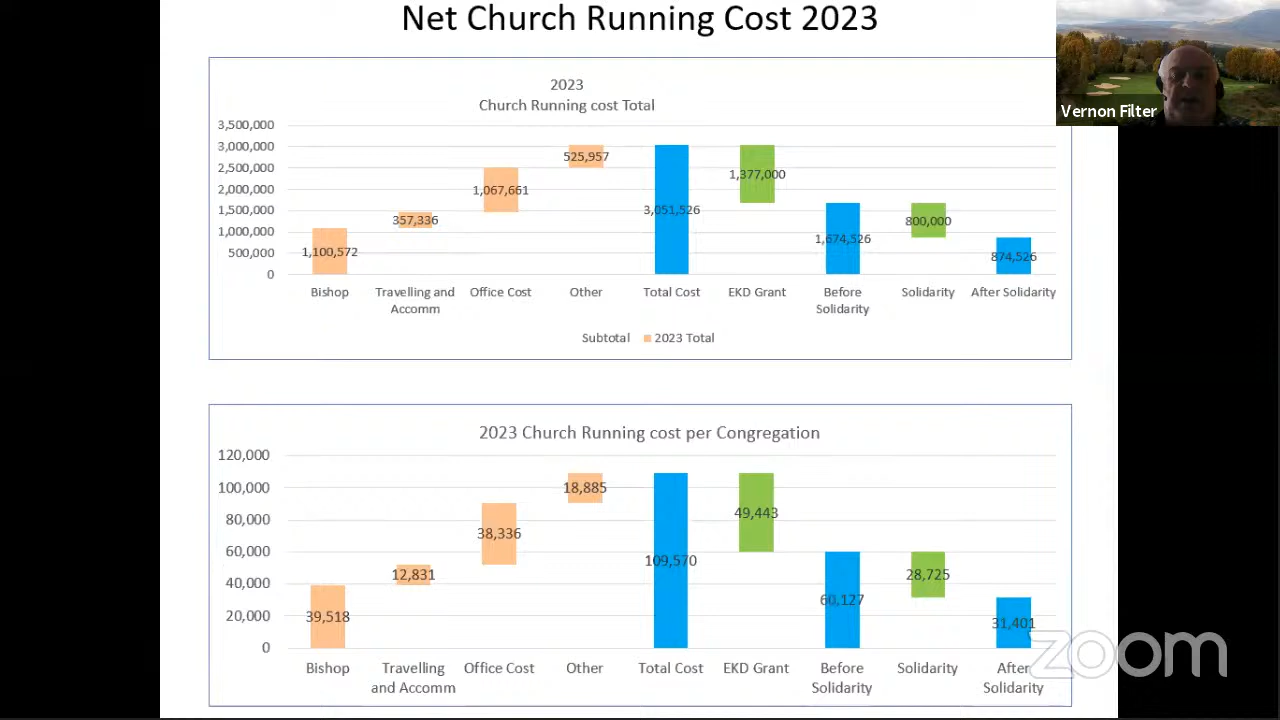 Net Church Running Cost 2023
Vernon Filter
2023
Church Running cost Total
3,500,000
3,000,000
2,500,000
2,000,000
1,500,000
1,000,000
500,000
0
1,100,572
357,336
1,067,661
525,957
3,051,526
1,377,000
1,674,526
800,000
874,526
Bishop
Travelling and
Accomm
Office Cost
Other
Total Cost
EKD Grant
Before
Solidarity
Solidarity
After Solidarity
Subtotal 2023 Total
2023 Church Running cost per Congregation
120,000
100,000
80,000
60,000
40,000
20,000
0
39,518
12,831
38,336
18,885
109,570
49,443
60,127
28,725
31,401
Bishop
Travelling
and Accomm
Office Cost
Other
Total Cost
EKD Grant
Before
Solidarity
Solidarity
After
Solidarity
zoom